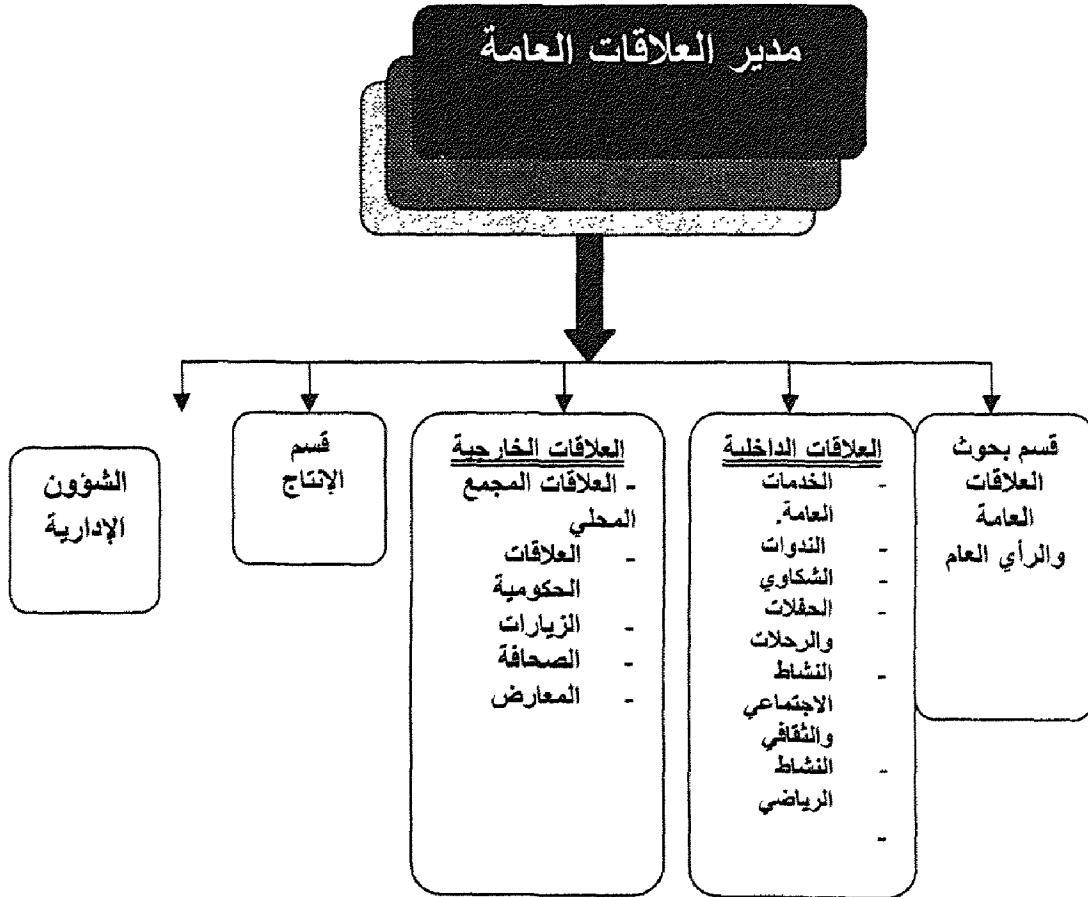 مدير العلاقات العامة
قسم بحوث
العلاقات
العامة
والرأي العام
العلاقات الداخلية
- الخدمات
العامة.
- الندوات
- الشكاوي
- الحفلات
والرحلات
- النشاط
الاجتماعي
والثقافي
- النشاط
الرياضي
-
العلاقات الخارجية
- العلاقات المجمع
المحلي
- العلاقات
الحكومية
- الزيارات
- الصحافة
- المعارض
قسم
الإنتاج
الشؤون
الإدارية